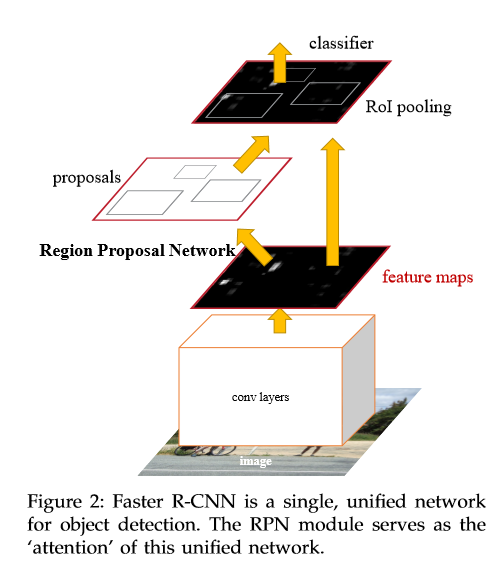 classifier
RoI pooling
proposals
Region Proposal Network
feature maps
conv layers
image
Figure 2: Faster R-CNN is a single, unified network
for object detection. The RPN module serves as the
‘attention’ of this unified network.